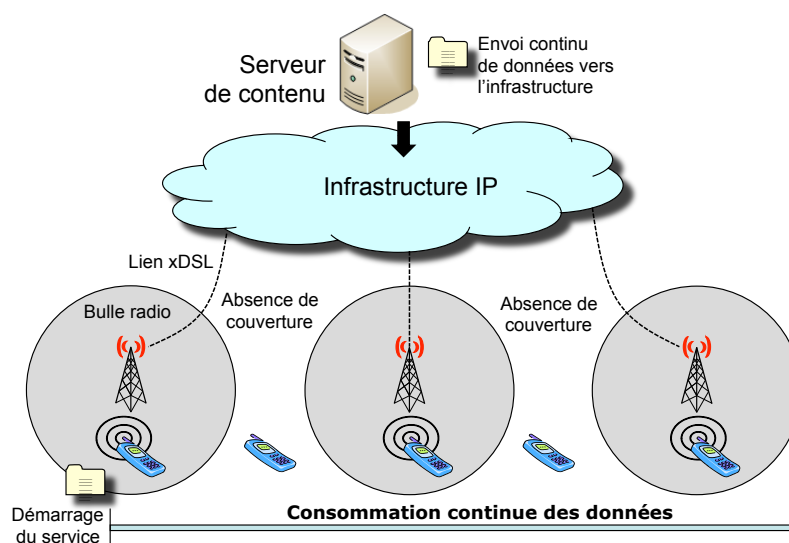 Serveur
de contenu
Envoi continu
de données vers
l'infrastructure
Infrastructure IP
Lien xDSL
Bulle radio
Absence de
couverture
Absence de
couverture
Démarrage
du service
Consommation continue des données